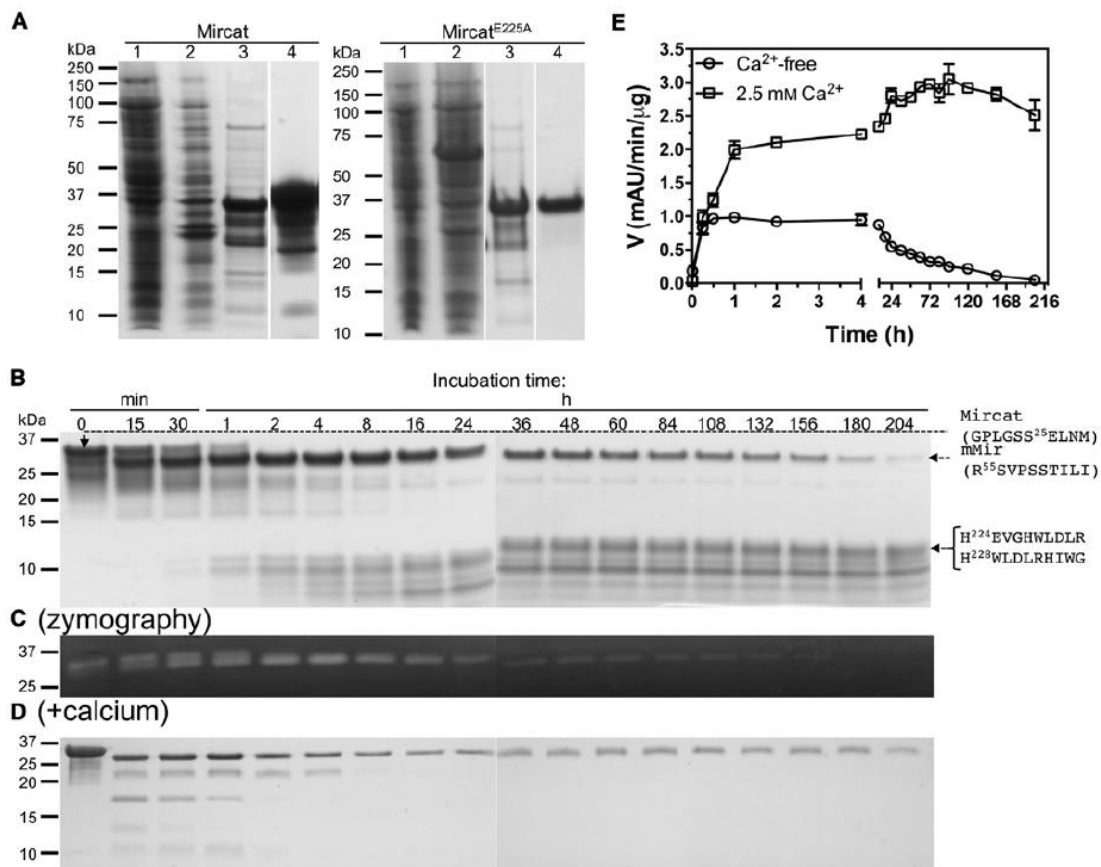 A
Mircat
Mircat^E225A
kDa 1 2 3 4
1 2 3 4 kDa
250
150
100
75
50
37
25
20
15
10
250
150
100
75
50
37
25
20
15
10
E
Ca²⁺-free
2.5 mM Ca²⁺
V (mAU/min/µg)
3.5
3.0
2.5
2.0
1.5
1.0
0.5
0.0
0 1 2 3 4 24 72 120 168 216
Time (h)
B
Incubation time:
min h
kDa 0 15 30 1 2 4 8 16 24 36 48 60 84 108 132 156 180 204
37
25
20
15
10
Mircat
(GPLGSS²⁵ELNM)
mMir
(R⁵⁵SVPSSTILI)
H²²⁴EVGHWLDLR
H²²⁸WLDLRHIWG
C (zymography)
37
25
D (+calcium)
37
25
20
15
10